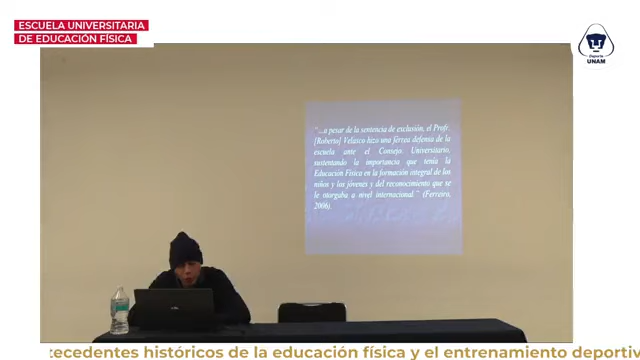 ESCUELA UNIVERSITARIA
DE EDUCACIÓN FÍSICA
Deporte
UNAM
"...a pesar de la sentencia de exclusión, el Profr.
[Roberto] Velasco hizo una férrea defensa de la
escuela ante el Consejo Universitario,
sustentando la importancia que tenía la
Educación Física en la formación integral de los
niños y los jóvenes y del reconocimiento que se
le otorgaba a nivel internacional." (Ferreiro,
2006).
tecedentes históricos de la educación física y el entrenamiento deportiv